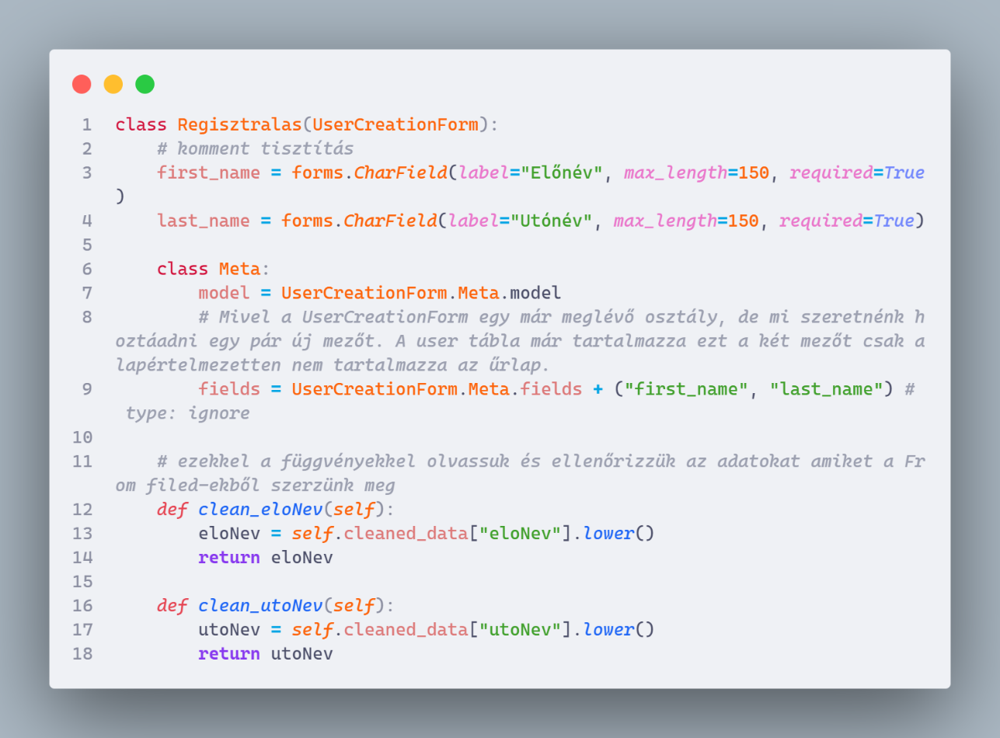 1 class Regisztralas(UserCreationForm):
2     # komment tisztítás
3     first_name = forms.CharField(label="Előnév", max_length=150, required=True
)
4     last_name = forms.CharField(label="Utónév", max_length=150, required=True)
5
6     class Meta:
7         model = UserCreationForm.Meta.model
8         # Mivel a UserCreationForm egy már meglévő osztály, de mi szeretnénk h
oztáadni egy pár új mezőt. A user tábla már tartalmazza ezt a két mezőt csak a
lapértelmezetten nem tartalmazza az űrlap.
9         fields = UserCreationForm.Meta.fields + ("first_name", "last_name") #
 type: ignore
10
11     # ezekkel a függvényekkel olvassuk és ellenőrizzük az adatokat amiket a Fr
om filed-ekből szerzünk meg
12     def clean_eloNev(self):
13         eloNev = self.cleaned_data["eloNev"].lower()
14         return eloNev
15
16     def clean_utoNev(self):
17         utoNev = self.cleaned_data["utoNev"].lower()
18         return utoNev